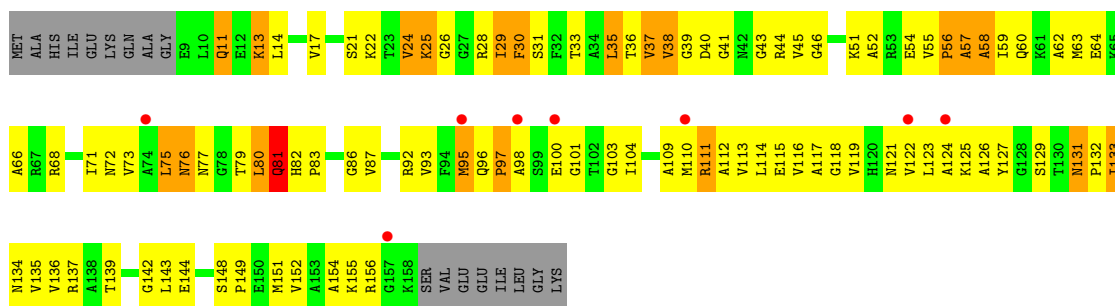 MET ALA HIS ILE GLU LYS GLN ALA GLY E9 L10 Q11 E12 K13 L14 V17 S21 K22 T23 V24 K25 G26 G27 R28 I29 F30 S31 F32 T33 A34 L35 T36 V37 V38 G39 D40 G41 N42 G43 R44 V45 G46 K51 A52 R53 E54 V55 P56 A57 A58 I59 Q60 K61 A62 M63 E64 K65
A66 R67 R68 I71 N72 V73 A74 L75 N76 N77 G78 T79 L80 Q81 H82 P83 G86 V87 R92 V93 F94 M95 Q96 P97 A98 S99 E100 G101 T102 G103 I104 A109 M110 R111 A112 V113 L114 E115 V116 A117 G118 V119 H120 N121 V122 L123 A124 K125 A126 Y127 G128 S129 T130 N131 P132 I133
N134 V135 V136 R137 A138 T139 G142 L143 E144 S148 P149 E150 M151 V152 A153 A154 K155 R156 G157 K158 SER VAL GLU GLU ILE LEU GLY LYS